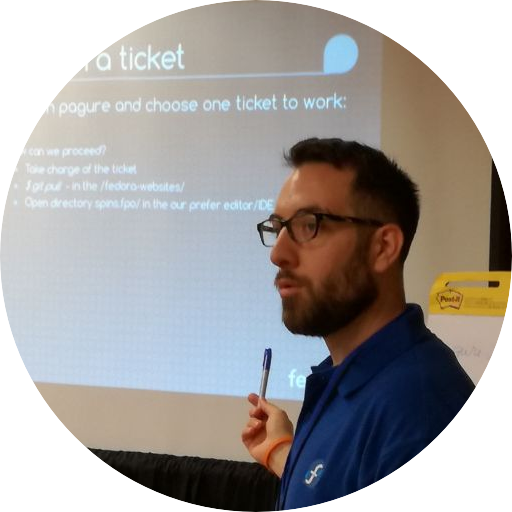 a ticket
pagure and choose one ticket to work:
can we proceed?
Take charge of the ticket
$ git pull - in the /fedora-websites/
Open directory spins.fpo/ in the our prefer editor/IDE
fe
Post-it